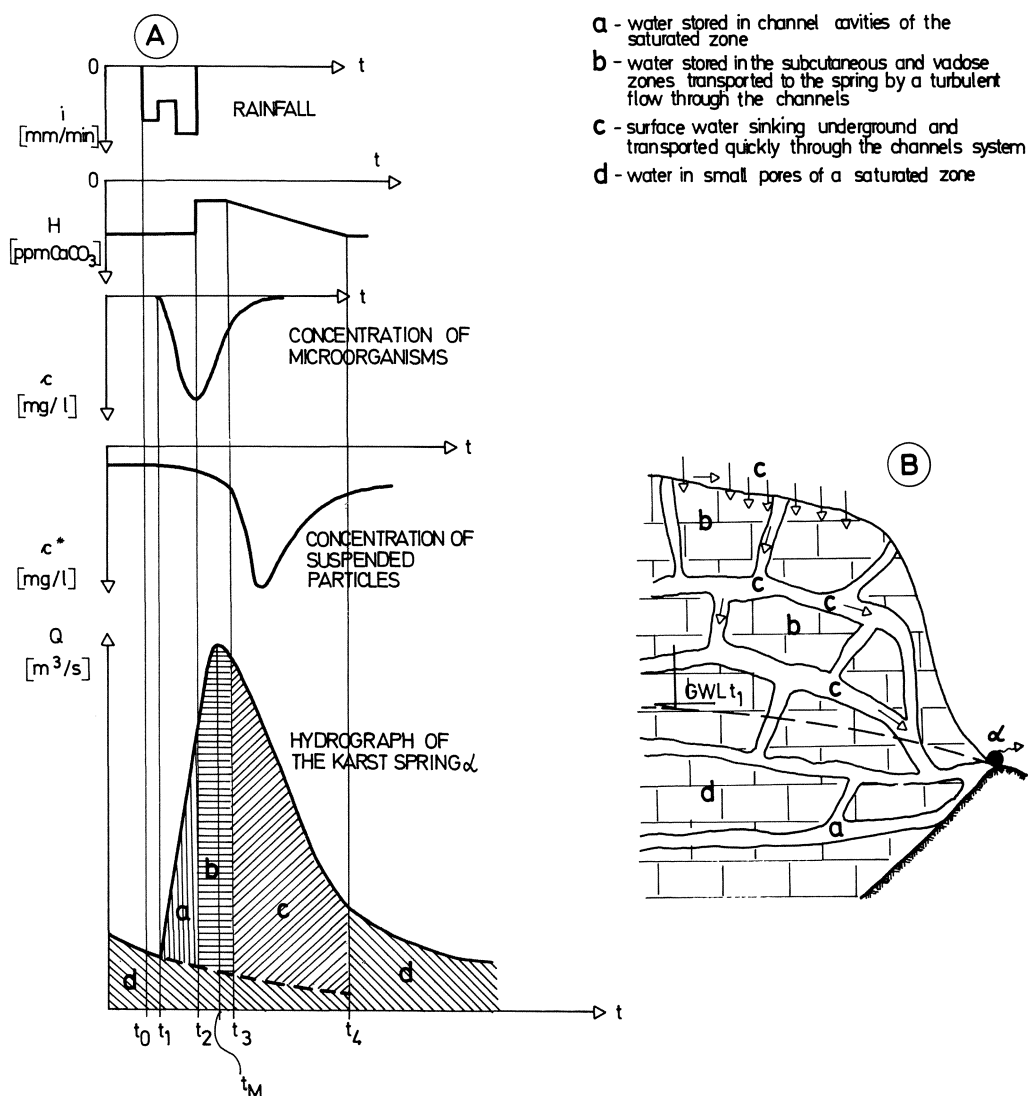 A
0
t
i
[mm/min]
RAINFALL
t
0
H
[ppmCaCO₃]
t
CONCENTRATION OF
MICROORGANISMS
c
[mg/l]
t
CONCENTRATION OF
SUSPENDED
PARTICLES
c*
[mg/l]
Q
[m³/s]
HYDROGRAPH OF
THE KARST SPRING α
b
a
c
d
d
t
t₀ t₁ t₂ t₃ t₄
t_M
a - water stored in channel cavities of the
saturated zone
b - water stored in the subcutaneous and vadose
zones transported to the spring by a turbulent
flow through the channels
c - surface water sinking underground and
transported quickly through the channels system
d - water in small pores of a saturated zone
B
c
b
c
c
b
c
GWL t₁
α
d
a